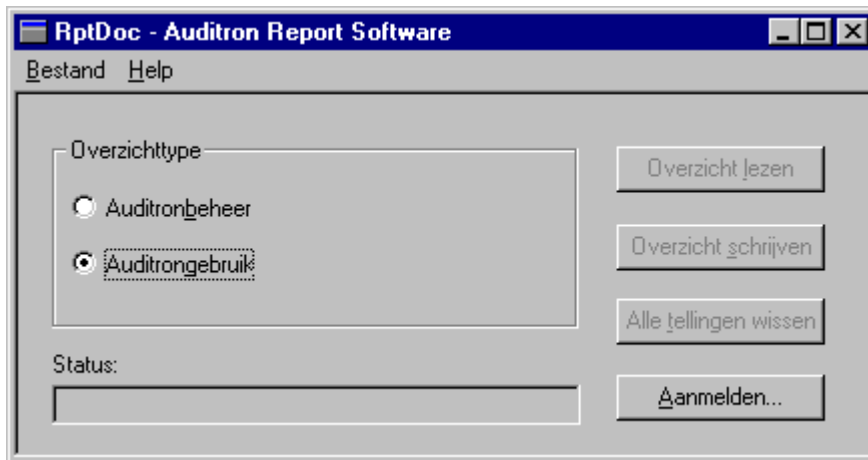 RptDoc - Auditron Report Software
Bestand Help
Overzichttype
Auditronbeheer
Auditrongebruik
Overzicht lezen
Overzicht schrijven
Alle tellingen wissen
Status:
Aanmelden...